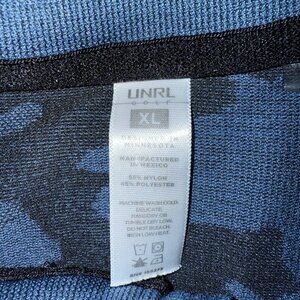 UNRL
GOLF
XL
DESIGNED IN
MINNESOTA
MANUFACTURED
IN MEXICO
55% NYLON
45% POLYESTER
MACHINE WASH COLD.
DELICATE.
HANG DRY OR
TUMBLE DRY LOW.
DO NOT BLEACH.
IRON LOW HEAT.